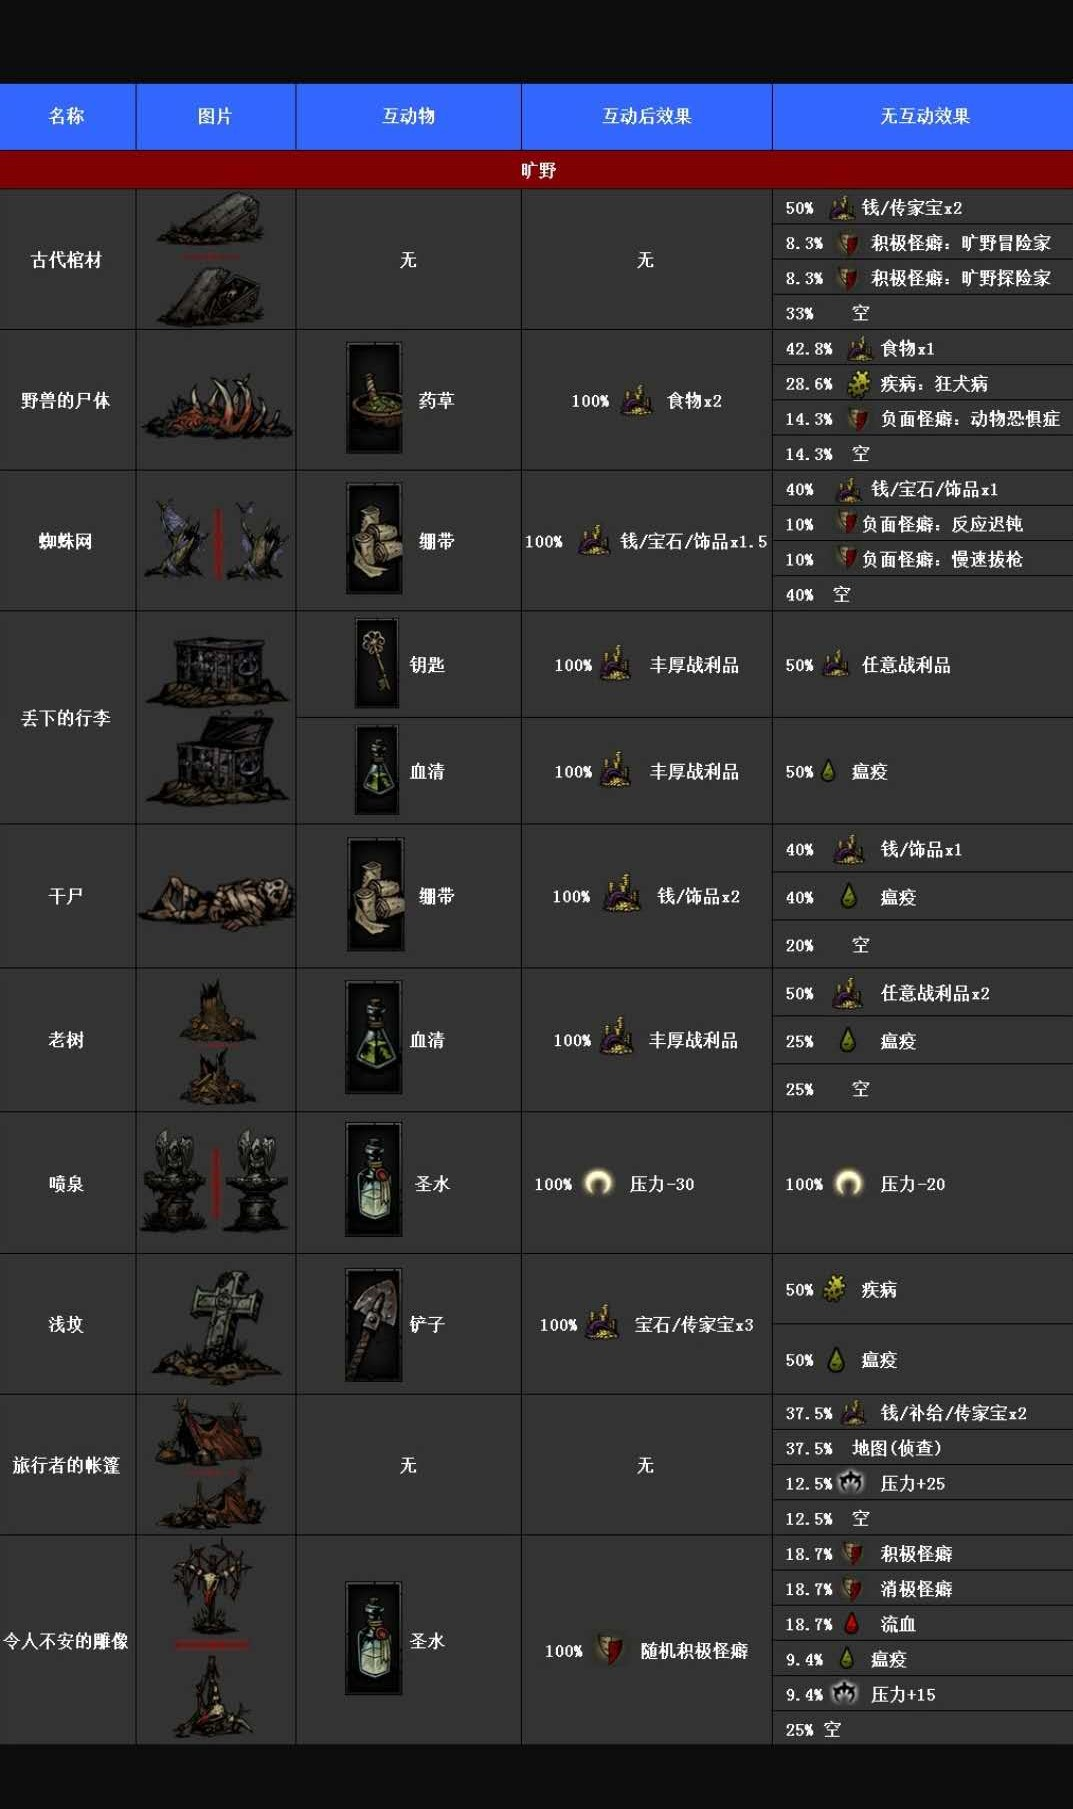 名称 图片 互动物 互动后效果 无互动效果
旷野
古代棺材 无 无
50% 钱/传家宝x2
8.3% 积极怪癖：旷野冒险家
8.3% 积极怪癖：旷野探险家
33% 空
野兽的尸体 药草 100% 食物x2
42.8% 食物x1
28.6% 疾病：狂犬病
14.3% 负面怪癖：动物恐惧症
14.3% 空
蜘蛛网 绷带 100% 钱/宝石/饰品x1.5
40% 钱/宝石/饰品x1
10% 负面怪癖：反应迟钝
10% 负面怪癖：慢速拔枪
40% 空
丢下的行李
钥匙 100% 丰厚战利品 50% 任意战利品
血清 100% 丰厚战利品 50% 瘟疫
干尸 绷带 100% 钱/饰品x2
40% 钱/饰品x1
40% 瘟疫
20% 空
老树 血清 100% 丰厚战利品
50% 任意战利品x2
25% 瘟疫
25% 空
喷泉 圣水 100% 压力-30 100% 压力-20
浅坟 铲子 100% 宝石/传家宝x3
50% 疾病
50% 瘟疫
旅行者的帐篷 无 无
37.5% 钱/补给/传家宝x2
37.5% 地图(侦查)
12.5% 压力+25
12.5% 空
令人不安的雕像 圣水 100% 随机积极怪癖
18.7% 积极怪癖
18.7% 消极怪癖
18.7% 流血
9.4% 瘟疫
9.4% 压力+15
25% 空